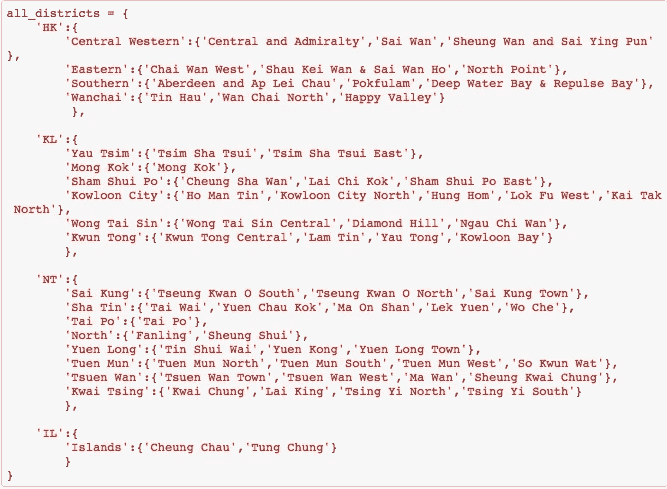 all_districts = {
    'HK':{
        'Central Western':{'Central and Admiralty','Sai Wan','Sheung Wan and Sai Ying Pun'
},
        'Eastern':{'Chai Wan West','Shau Kei Wan & Sai Wan Ho','North Point'},
        'Southern':{'Aberdeen and Ap Lei Chau','Pokfulam','Deep Water Bay & Repulse Bay'},
        'Wanchai':{'Tin Hau','Wan Chai North','Happy Valley'}
         },

    'KL':{
        'Yau Tsim':{'Tsim Sha Tsui','Tsim Sha Tsui East'},
        'Mong Kok':{'Mong Kok'},
        'Sham Shui Po':{'Cheung Sha Wan','Lai Chi Kok','Sham Shui Po East'},
        'Kowloon City':{'Ho Man Tin','Kowloon City North','Hung Hom','Lok Fu West','Kai Tak
 North'},
        'Wong Tai Sin':{'Wong Tai Sin Central','Diamond Hill','Ngau Chi Wan'},
        'Kwun Tong':{'Kwun Tong Central','Lam Tin','Yau Tong','Kowloon Bay'}
        },

    'NT':{
        'Sai Kung':{'Tseung Kwan O South','Tseung Kwan O North','Sai Kung Town'},
        'Sha Tin':{'Tai Wai','Yuen Chau Kok','Ma On Shan','Lek Yuen','Wo Che'},
        'Tai Po':{'Tai Po'},
        'North':{'Fanling','Sheung Shui'},
        'Yuen Long':{'Tin Shui Wai','Yuen Kong','Yuen Long Town'},
        'Tuen Mun':{'Tuen Mun North','Tuen Mun South','Tuen Mun West','So Kwun Wat'},
        'Tsuen Wan':{'Tsuen Wan Town','Tsuen Wan West','Ma Wan','Sheung Kwai Chung'},
        'Kwai Tsing':{'Kwai Chung','Lai King','Tsing Yi North','Tsing Yi South'}
        },

    'IL':{
        'Islands':{'Cheung Chau','Tung Chung'}
        }
}